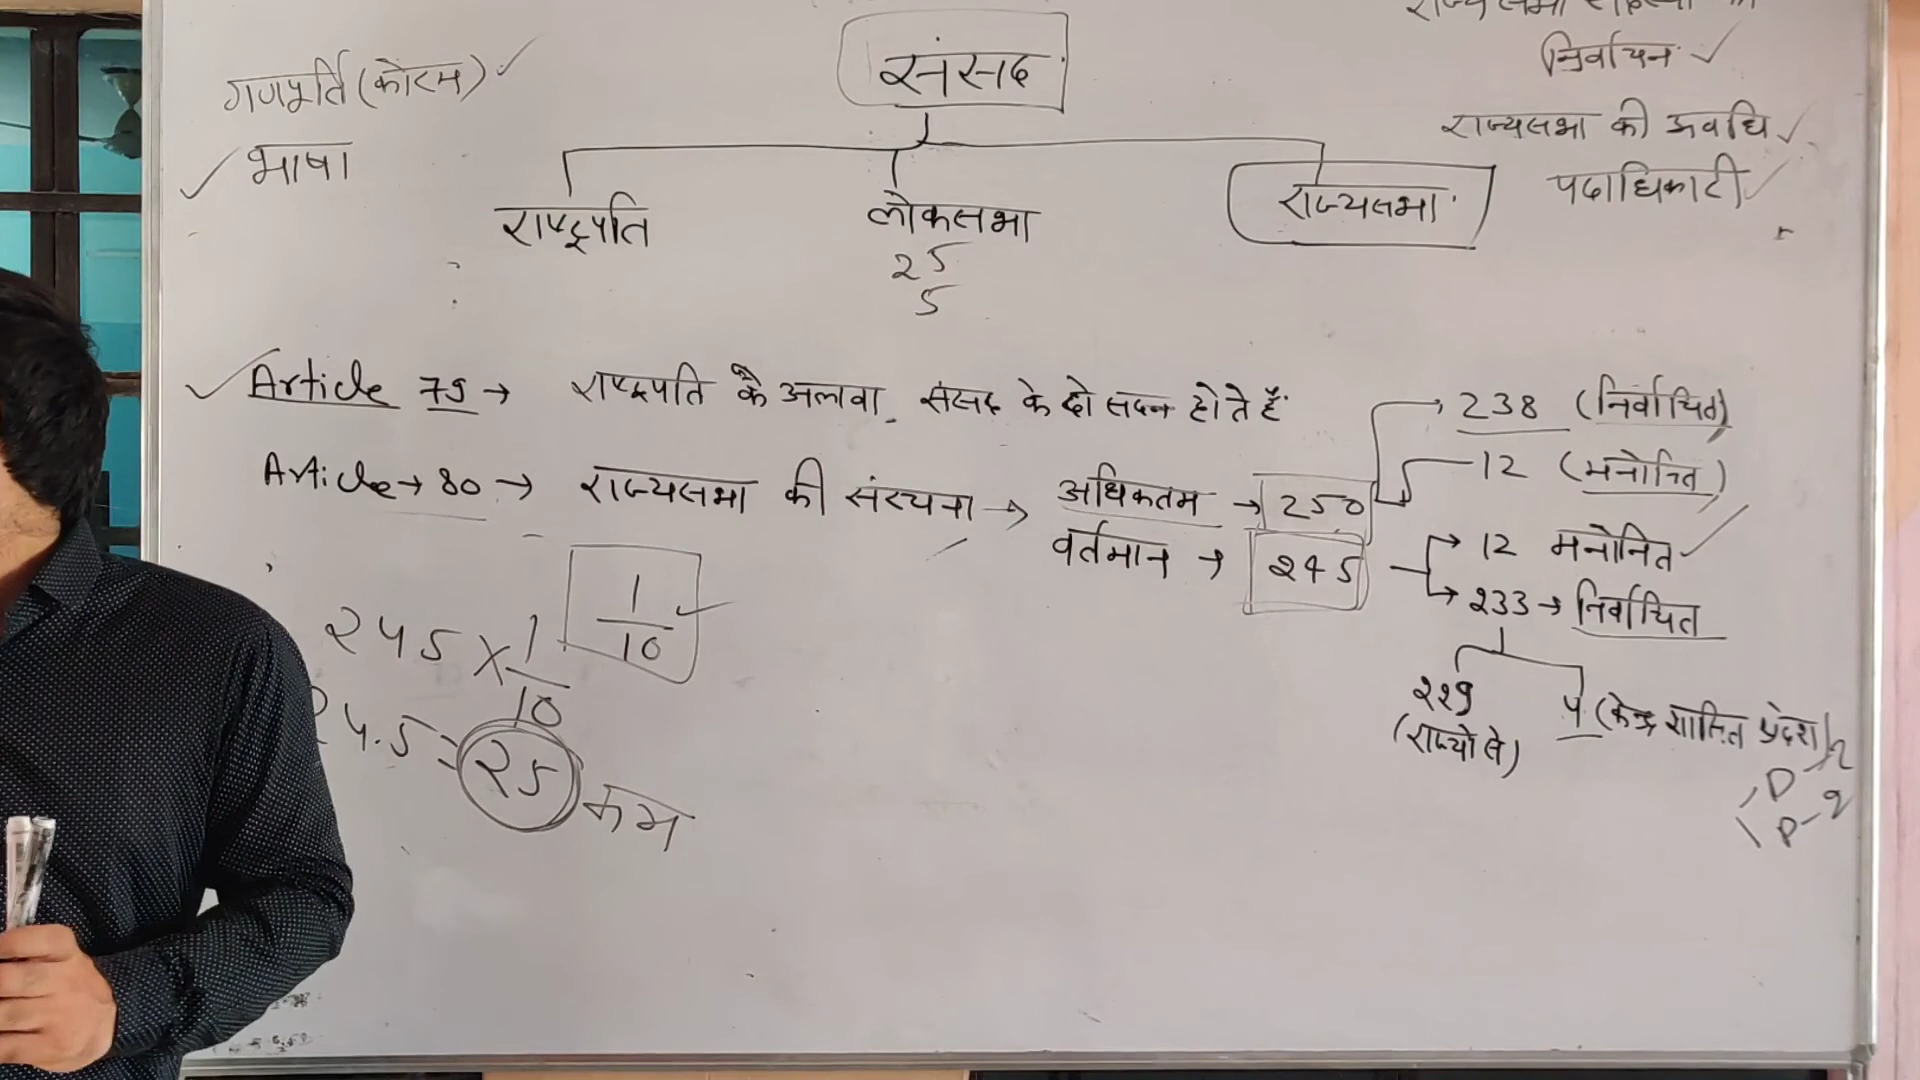 संसद
गणपूर्ति (कोरम)
भाषा
निर्वाचन
राज्यसभा की अवधि
पदाधिकारी
राष्ट्रपति
लोकसभा
राज्यसभा
25
5
Article 79 → राष्ट्रपति के अलवा संसद के दो सदन होते हैं
Article → 80 → राज्यसभा की संरचना → अधिकतम → 250
238 (निर्वाचित)
12 (मनोनित)
वर्तमान → 245
12 मनोनित
233 → निर्वाचित
229
(राज्यो से)
4 (केन्द्र शासित प्रदेश)
245 × 1/10
1/10
24.5 = 25 कम